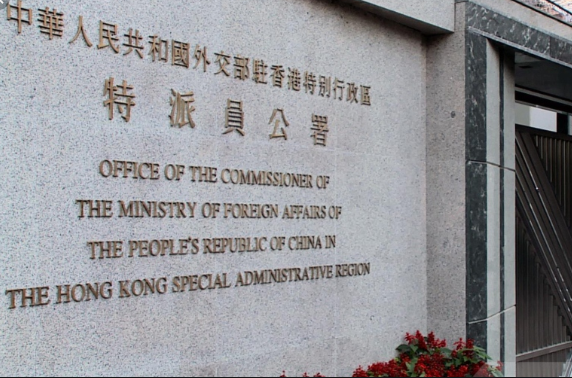 中華人民共和國外交部駐香港特別行政區
特派員公署
OFFICE OF THE COMMISSIONER OF
THE MINISTRY OF FOREIGN AFFAIRS OF
THE PEOPLE'S REPUBLIC OF CHINA IN
THE HONG KONG SPECIAL ADMINISTRATIVE REGION